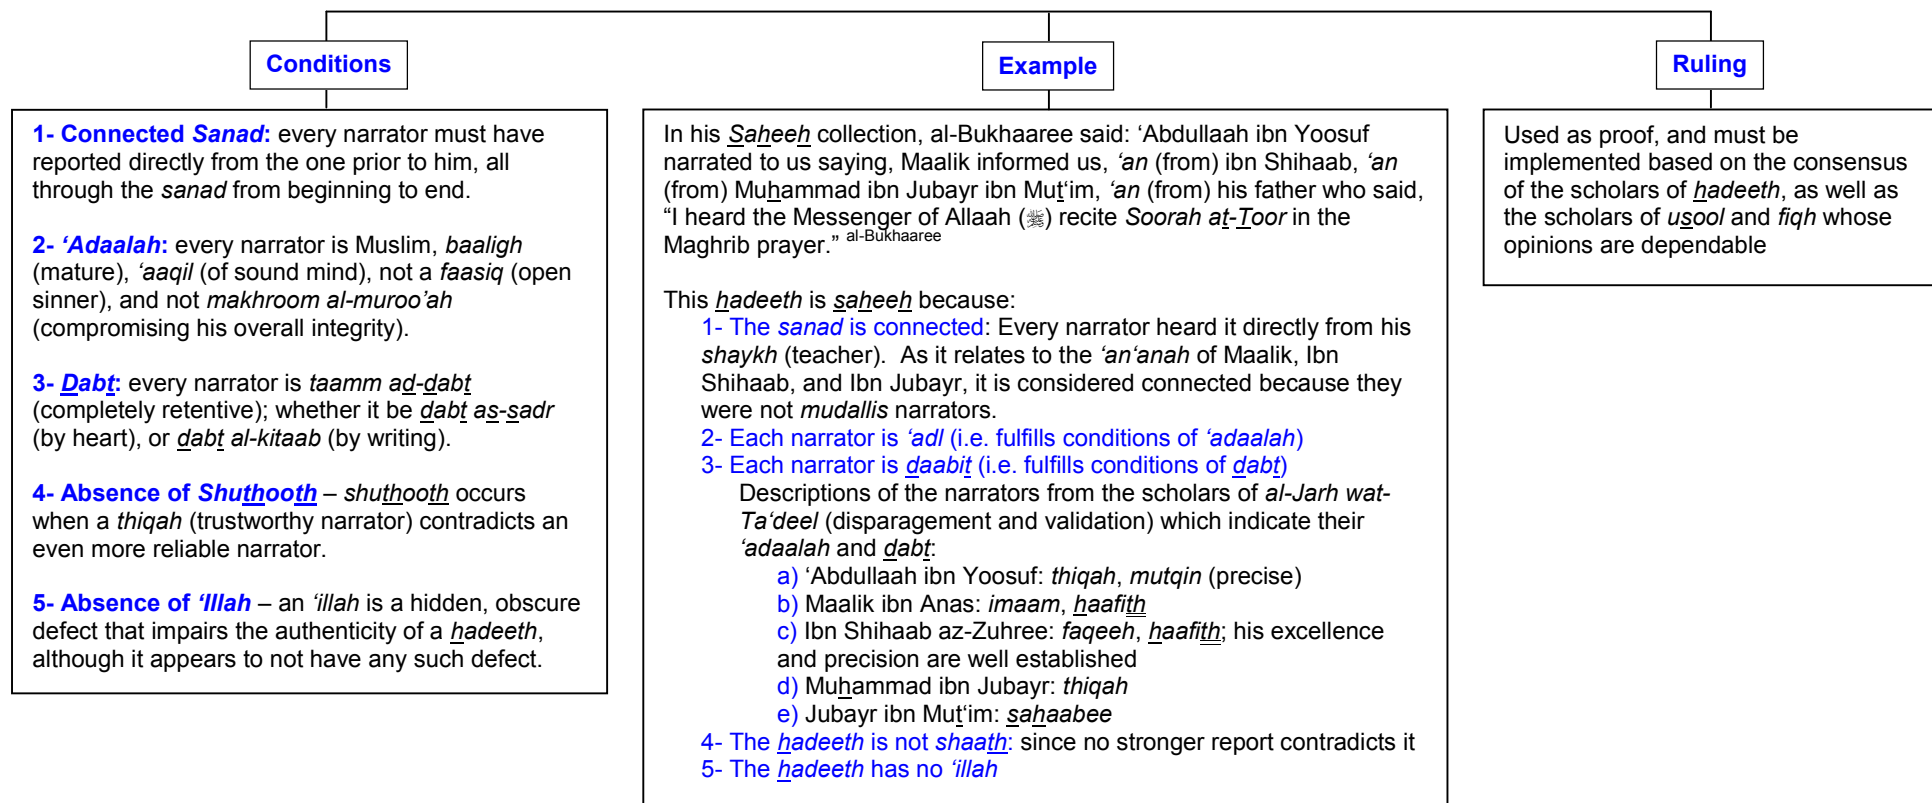 Conditions
1- Connected Sanad: every narrator must have
reported directly from the one prior to him, all
through the sanad from beginning to end.
2- ‘Adaalah: every narrator is Muslim, baaligh
(mature), ‘aaqil (of sound mind), not a faasiq (open
sinner), and not makhroom al-muroo’ah
(compromising his overall integrity).
3- Dabt: every narrator is taamm ad-dabt
(completely retentive); whether it be dabt as-sadr
(by heart), or dabt al-kitaab (by writing).
4- Absence of Shuthooth – shuthooth occurs
when a thiqah (trustworthy narrator) contradicts an
even more reliable narrator.
5- Absence of ‘Illah – an ‘illah is a hidden, obscure
defect that impairs the authenticity of a hadeeth,
although it appears to not have any such defect.
Example
In his Saheeh collection, al-Bukhaaree said: ‘Abdullaah ibn Yoosuf
narrated to us saying, Maalik informed us, ‘an (from) ibn Shihaab, ‘an
(from) Muhammad ibn Jubayr ibn Mut‘im, ‘an (from) his father who said,
“I heard the Messenger of Allaah (ﷺ) recite Soorah at-Toor in the
Maghrib prayer.” al-Bukhaaree
This hadeeth is saheeh because:
1- The sanad is connected: Every narrator heard it directly from his
shaykh (teacher). As it relates to the ‘an‘anah of Maalik, Ibn
Shihaab, and Ibn Jubayr, it is considered connected because they
were not mudallis narrators.
2- Each narrator is ‘adl (i.e. fulfills conditions of ‘adaalah)
3- Each narrator is daabit (i.e. fulfills conditions of dabt)
Descriptions of the narrators from the scholars of al-Jarh wat-
Ta‘deel (disparagement and validation) which indicate their
‘adaalah and dabt:
a) ‘Abdullaah ibn Yoosuf: thiqah, mutqin (precise)
b) Maalik ibn Anas: imaam, haafith
c) Ibn Shihaab az-Zuhree: faqeeh, haafith; his excellence
and precision are well established
d) Muhammad ibn Jubayr: thiqah
e) Jubayr ibn Mut‘im: sahaabee
4- The hadeeth is not shaath: since no stronger report contradicts it
5- The hadeeth has no ‘illah
Ruling
Used as proof, and must be
implemented based on the consensus
of the scholars of hadeeth, as well as
the scholars of usool and fiqh whose
opinions are dependable